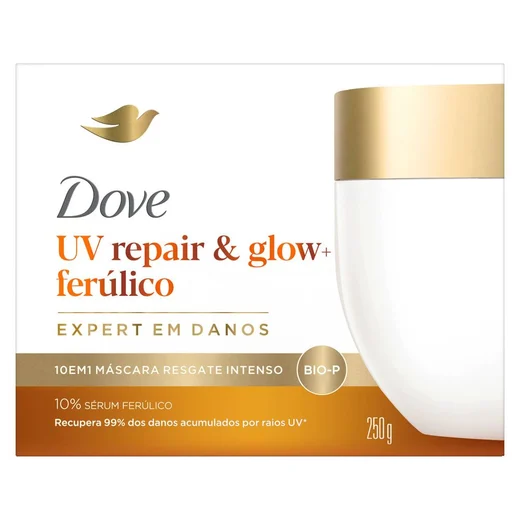 Dove
UV repair & glow+
ferúlico
EXPERT EM DANOS
10EM1 MÁSCARA RESGATE INTENSO
BIO-P
10% SÉRUM FERÚLICO
Recupera 99% dos danos acumulados por raios UV*
250g